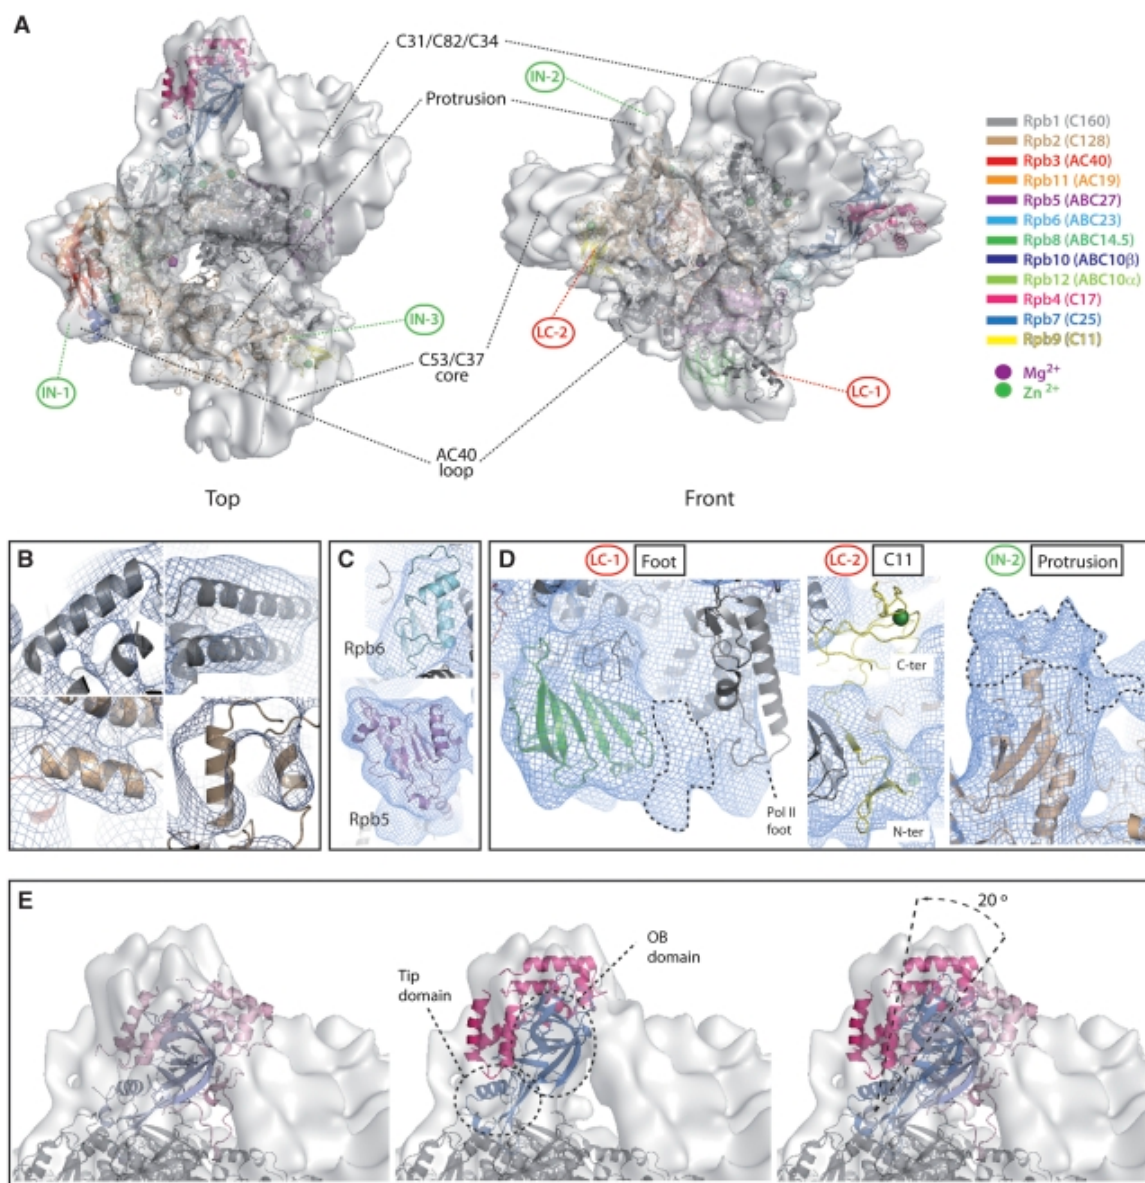 A
C31/C82/C34
IN-2
Protrusion
Rpb1 (C160)
Rpb2 (C128)
Rpb3 (AC40)
Rpb11 (AC19)
Rpb5 (ABC27)
Rpb6 (ABC23)
Rpb8 (ABC14.5)
Rpb10 (ABC10β)
Rpb12 (ABC10α)
Rpb4 (C17)
Rpb7 (C25)
Rpb9 (C11)
Mg2+
Zn 2+
IN-3
LC-2
IN-1
C53/C37
core
LC-1
AC40
loop
Top
Front
B
C
Rpb6
Rpb5
D
LC-1 Foot
LC-2 C11
IN-2 Protrusion
C-ter
Pol II
foot
N-ter
E
20 °
OB
domain
Tip
domain